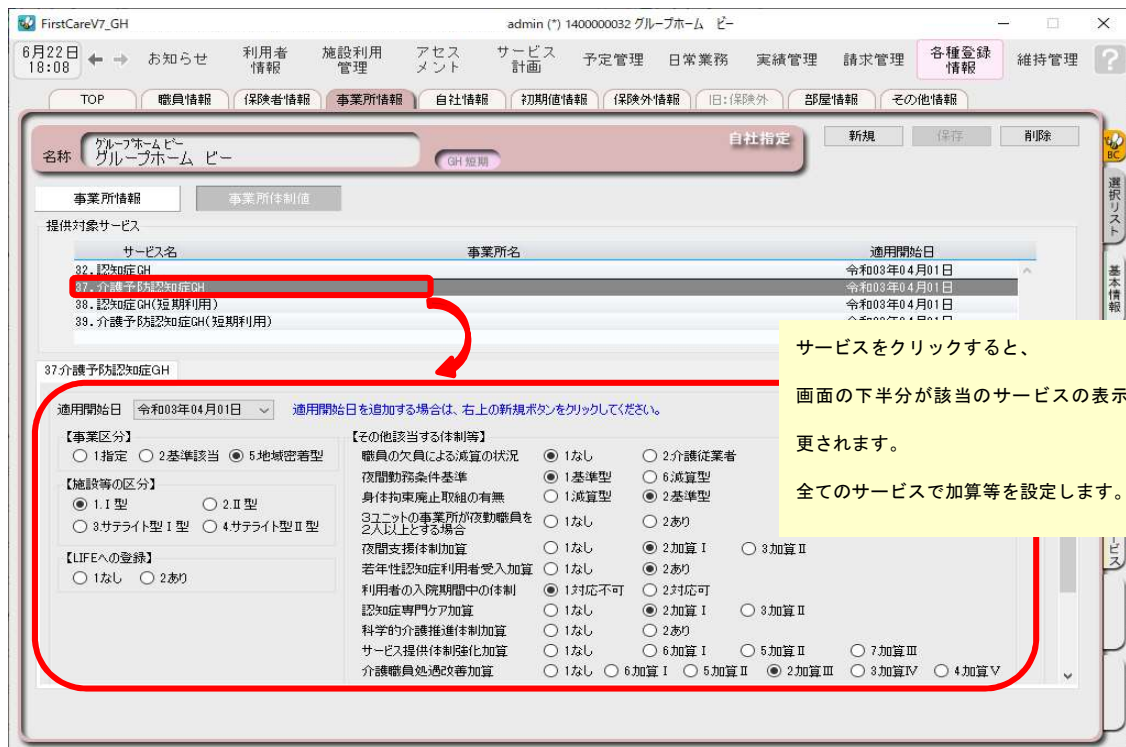 FirstCareV7_GH
admin (*) 1400000032 グループホーム ビー
6月22日
18:08
お知らせ
利用者
情報
施設利用
管理
アセス
メント
サービス
計画
予定管理
日常業務
実績管理
請求管理
各種登録
情報
維持管理
?
TOP
職員情報
保険者情報
事業所情報
自社情報
初期値情報
保険外情報
旧:保険外
部屋情報
その他情報
名称
グループホーム ビー
グループホーム ビー
GH 短期
自社指定
新規
保存
削除
BC
選択リスト
基本情報
事業所情報
事業所体制値
提供対象サービス
サービス名 事業所名 適用開始日
32.認知症GH 令和03年04月01日
37.介護予防認知症GH 令和03年04月01日
38.認知症GH(短期利用) 令和03年04月01日
39.介護予防認知症GH(短期利用) 令和03年04月01日
サービスをクリックすると、
画面の下半分が該当のサービスの表示
更されます。
全てのサービスで加算等を設定します。
ービス
37.介護予防認知症GH
適用開始日 令和03年04月01日 適用開始日を追加する場合は、右上の新規ボタンをクリックしてください。
【事業区分】
1.指定 2.基準該当 5.地域密着型
【施設等の区分】
1.Ⅰ型 2.Ⅱ型
3.サテライト型Ⅰ型 4.サテライト型Ⅱ型
【LIFEへの登録】
1.なし 2.あり
【その他該当する体制等】
職員の欠員による減算の状況 1.なし 2.介護従業者
夜間勤務条件基準 1.基準型 6.減算型
身体拘束廃止取組の有無 1.減算型 2.基準型
3ユニットの事業所が夜勤職員を
2人以上とする場合 1.なし 2.あり
夜間支援体制加算 1.なし 2.加算Ⅰ 3.加算Ⅱ
若年性認知症利用者受入加算 1.なし 2.あり
利用者の入院期間中の体制 1.対応不可 2.対応可
認知症専門ケア加算 1.なし 2.加算Ⅰ 3.加算Ⅱ
科学的介護推進体制加算 1.なし 2.あり
サービス提供体制強化加算 1.なし 6.加算Ⅰ 5.加算Ⅱ 7.加算Ⅲ
介護職員処遇改善加算 1.なし 6.加算Ⅰ 5.加算Ⅱ 2.加算Ⅲ 3.加算Ⅳ 4.加算Ⅴ